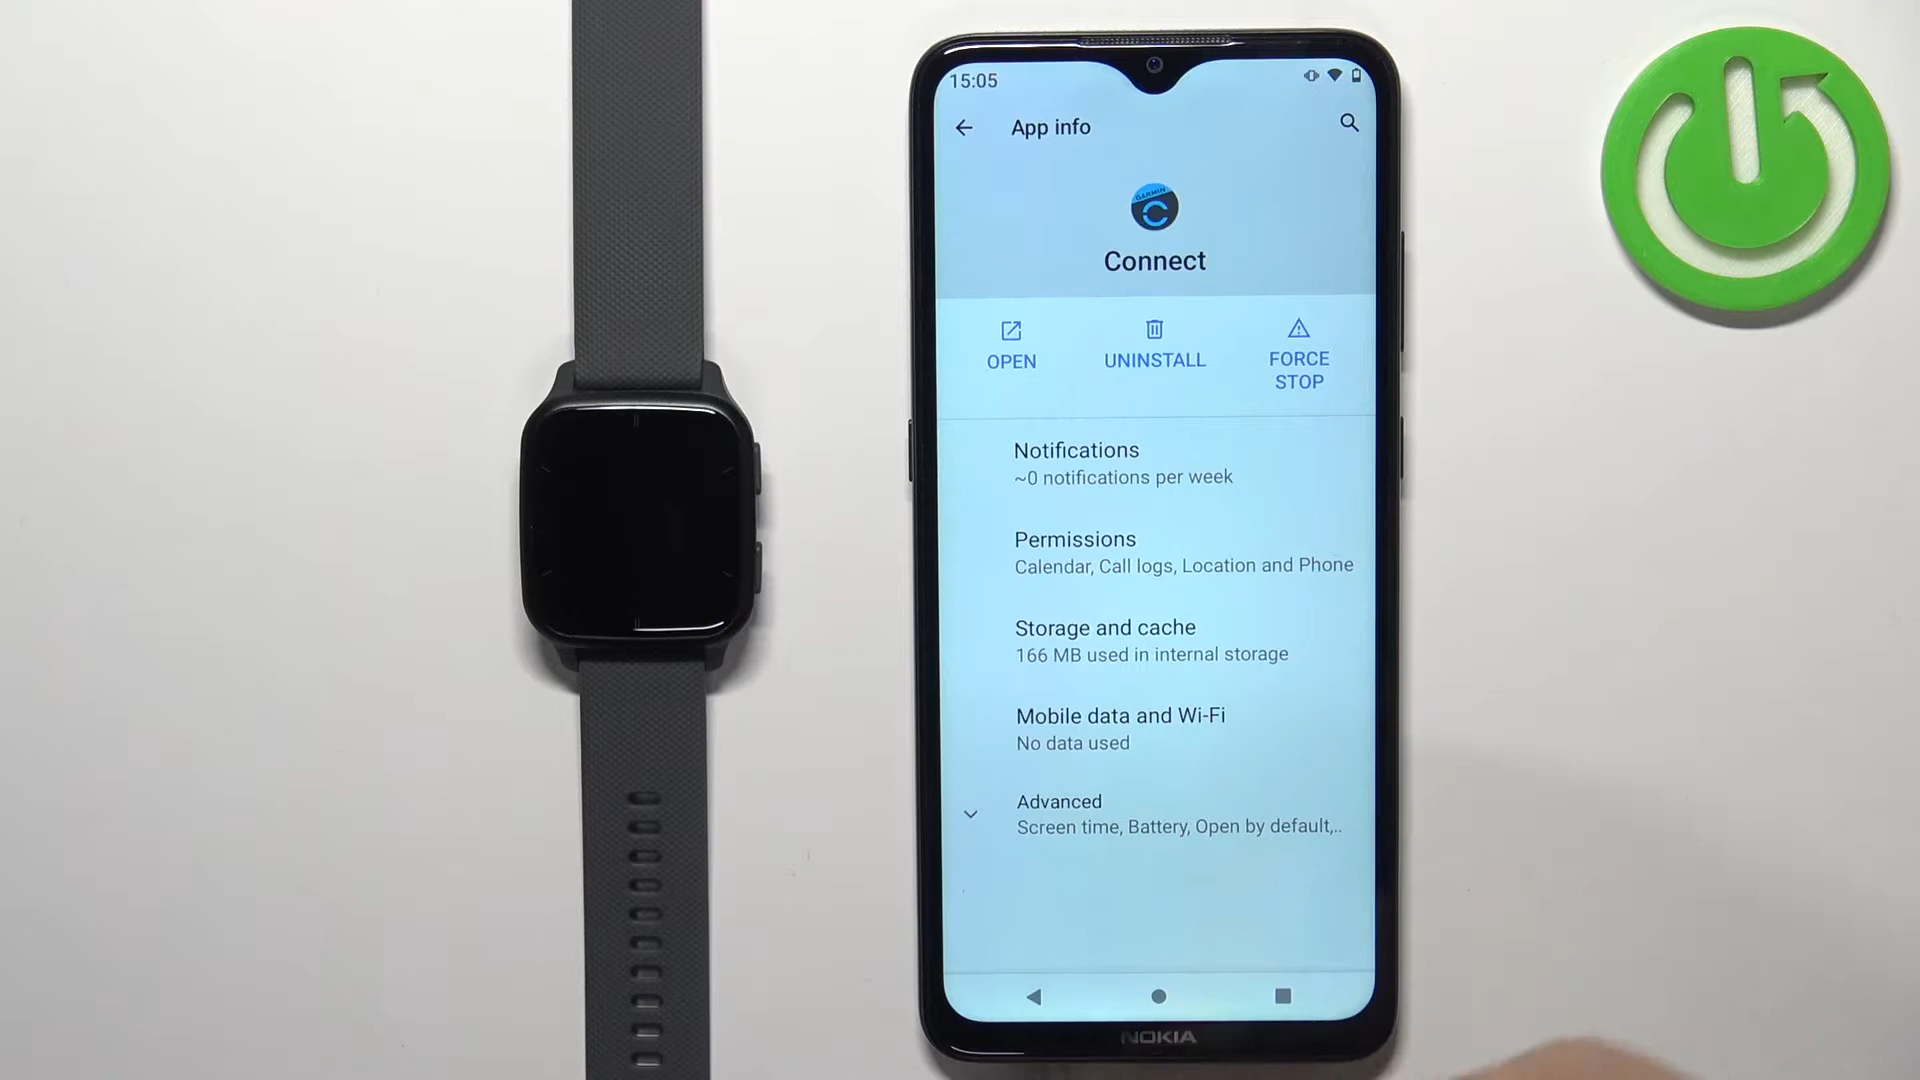 15:05
App info
GARMIN
Connect
OPEN
UNINSTALL
FORCE
STOP
Notifications
~0 notifications per week
Permissions
Calendar, Call logs, Location and Phone
Storage and cache
166 MB used in internal storage
Mobile data and Wi-Fi
No data used
Advanced
Screen time, Battery, Open by default,..
NOKIA